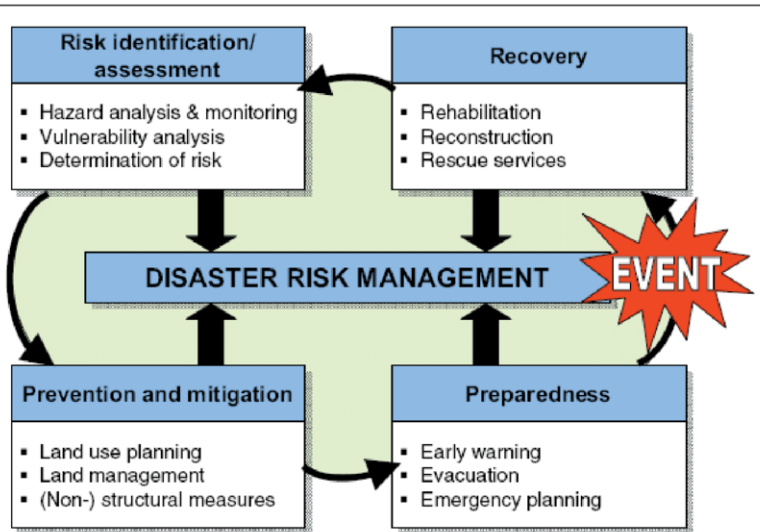 Risk identification/
assessment
▪ Hazard analysis & monitoring
▪ Vulnerability analysis
▪ Determination of risk
Recovery
▪ Rehabilitation
▪ Reconstruction
▪ Rescue services
DISASTER RISK MANAGEMENT
EVENT
Prevention and mitigation
▪ Land use planning
▪ Land management
▪ (Non-) structural measures
Preparedness
▪ Early warning
▪ Evacuation
▪ Emergency planning